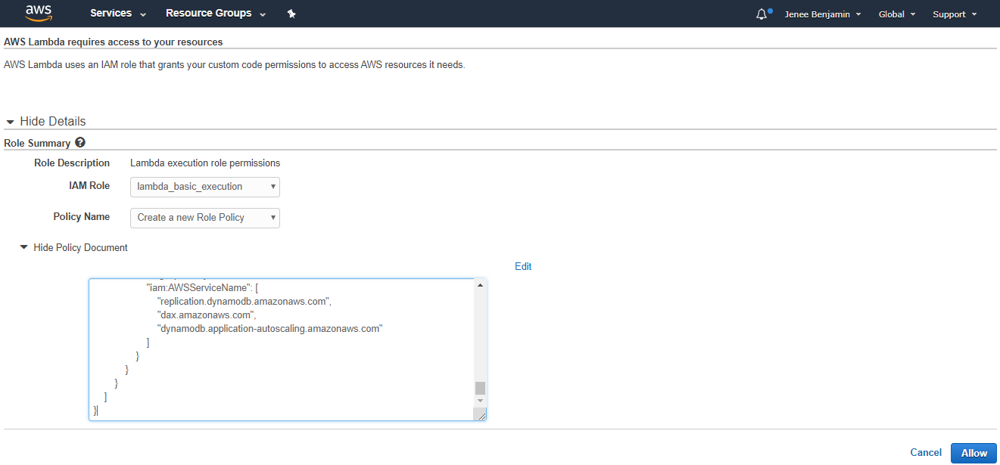 aws
Services Resource Groups Jenee Benjamin Global Support
AWS Lambda requires access to your resources
AWS Lambda uses an IAM role that grants your custom code permissions to access AWS resources it needs.
Hide Details
Role Summary ?
Role Description Lambda execution role permissions
IAM Role lambda_basic_execution
Policy Name Create a new Role Policy
Hide Policy Document
Edit
"iam:AWSServiceName": [
"replication.dynamodb.amazonaws.com",
"dax.amazonaws.com",
"dynamodb.application-autoscaling.amazonaws.com"
]
}
}
}
]
}
Cancel Allow